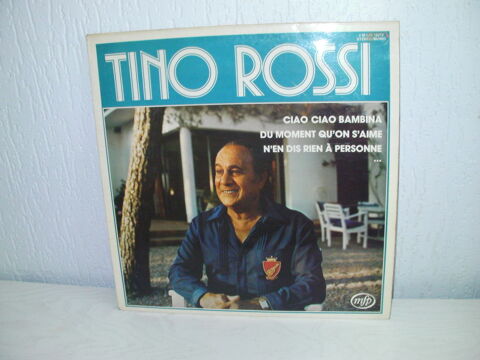 TINO ROSSI
CIAO CIAO BAMBINA
DU MOMENT QU'ON S'AIME
N'EN DIS RIEN À PERSONNE
...
mfp